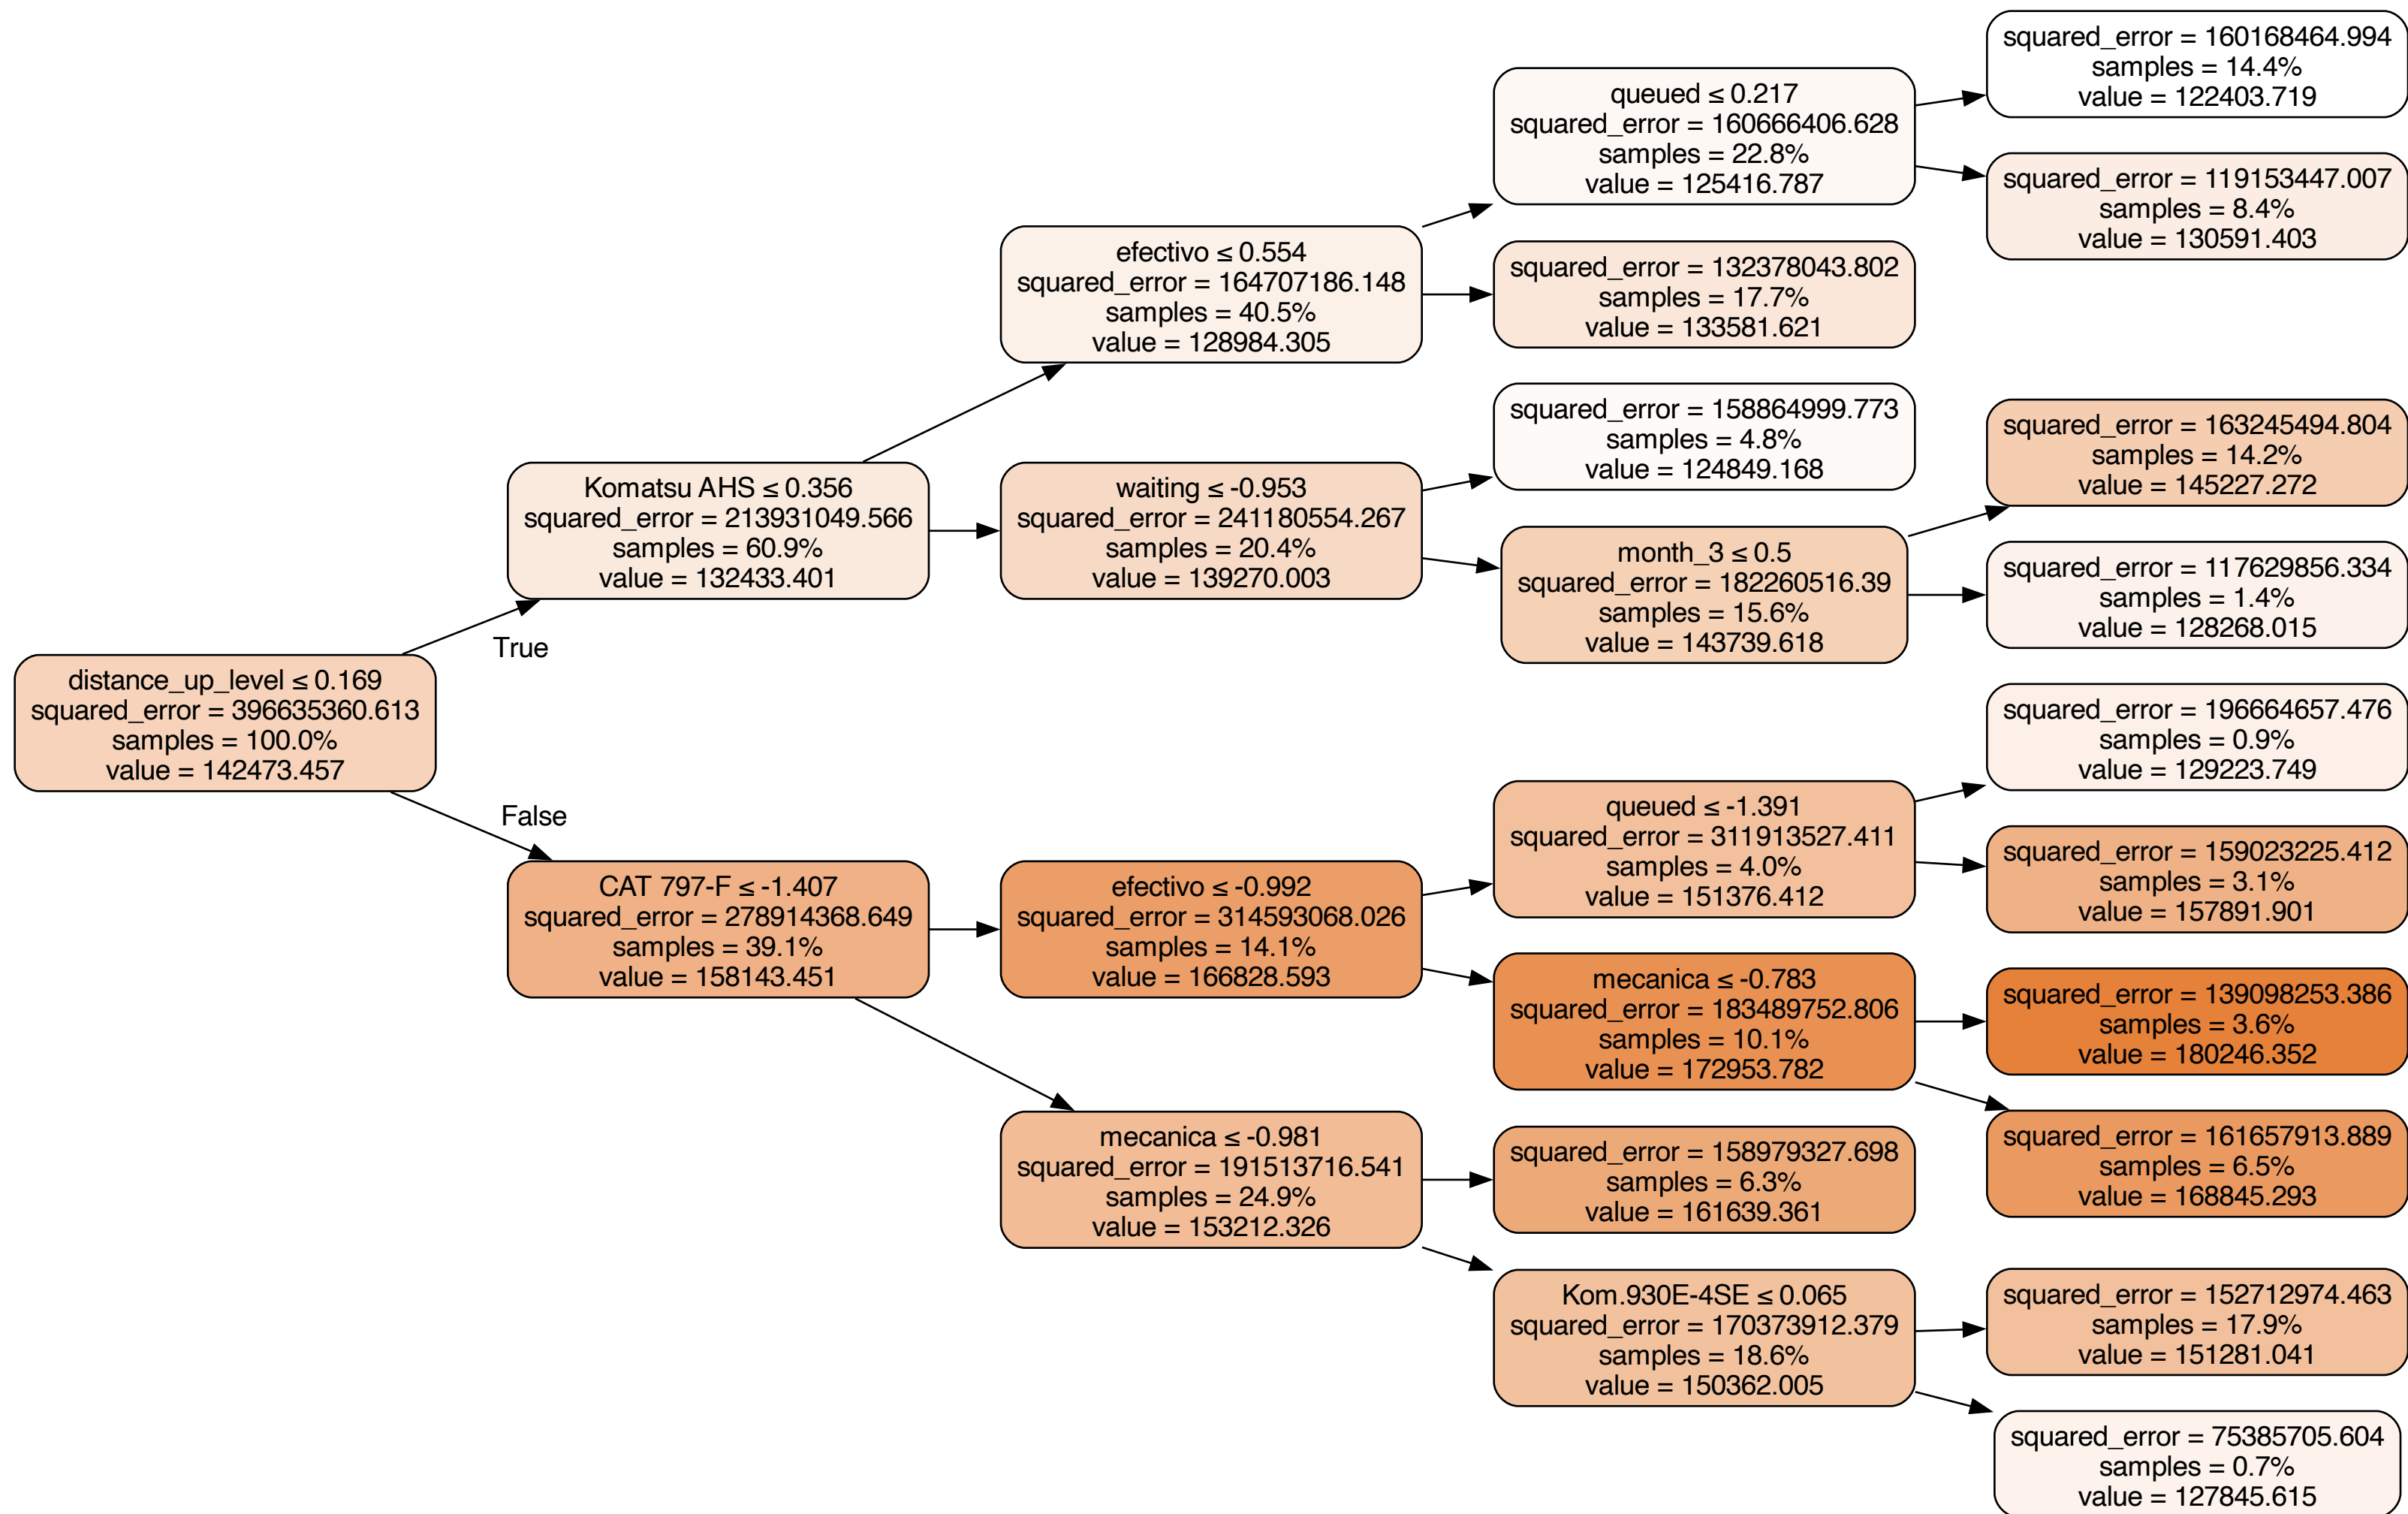 distance_up_level ≤ 0.169
squared_error = 396635360.613
samples = 100.0%
value = 142473.457
True
False
Komatsu AHS ≤ 0.356
squared_error = 213931049.566
samples = 60.9%
value = 132433.401
CAT 797-F ≤ -1.407
squared_error = 278914368.649
samples = 39.1%
value = 158143.451
efectivo ≤ 0.554
squared_error = 164707186.148
samples = 40.5%
value = 128984.305
waiting ≤ -0.953
squared_error = 241180554.267
samples = 20.4%
value = 139270.003
efectivo ≤ -0.992
squared_error = 314593068.026
samples = 14.1%
value = 166828.593
mecanica ≤ -0.981
squared_error = 191513716.541
samples = 24.9%
value = 153212.326
queued ≤ 0.217
squared_error = 160666406.628
samples = 22.8%
value = 125416.787
squared_error = 132378043.802
samples = 17.7%
value = 133581.621
squared_error = 158864999.773
samples = 4.8%
value = 124849.168
month_3 ≤ 0.5
squared_error = 182260516.39
samples = 15.6%
value = 143739.618
queued ≤ -1.391
squared_error = 311913527.411
samples = 4.0%
value = 151376.412
mecanica ≤ -0.783
squared_error = 183489752.806
samples = 10.1%
value = 172953.782
squared_error = 158979327.698
samples = 6.3%
value = 161639.361
Kom.930E-4SE ≤ 0.065
squared_error = 170373912.379
samples = 18.6%
value = 150362.005
squared_error = 160168464.994
samples = 14.4%
value = 122403.719
squared_error = 119153447.007
samples = 8.4%
value = 130591.403
squared_error = 163245494.804
samples = 14.2%
value = 145227.272
squared_error = 117629856.334
samples = 1.4%
value = 128268.015
squared_error = 196664657.476
samples = 0.9%
value = 129223.749
squared_error = 159023225.412
samples = 3.1%
value = 157891.901
squared_error = 139098253.386
samples = 3.6%
value = 180246.352
squared_error = 161657913.889
samples = 6.5%
value = 168845.293
squared_error = 152712974.463
samples = 17.9%
value = 151281.041
squared_error = 75385705.604
samples = 0.7%
value = 127845.615